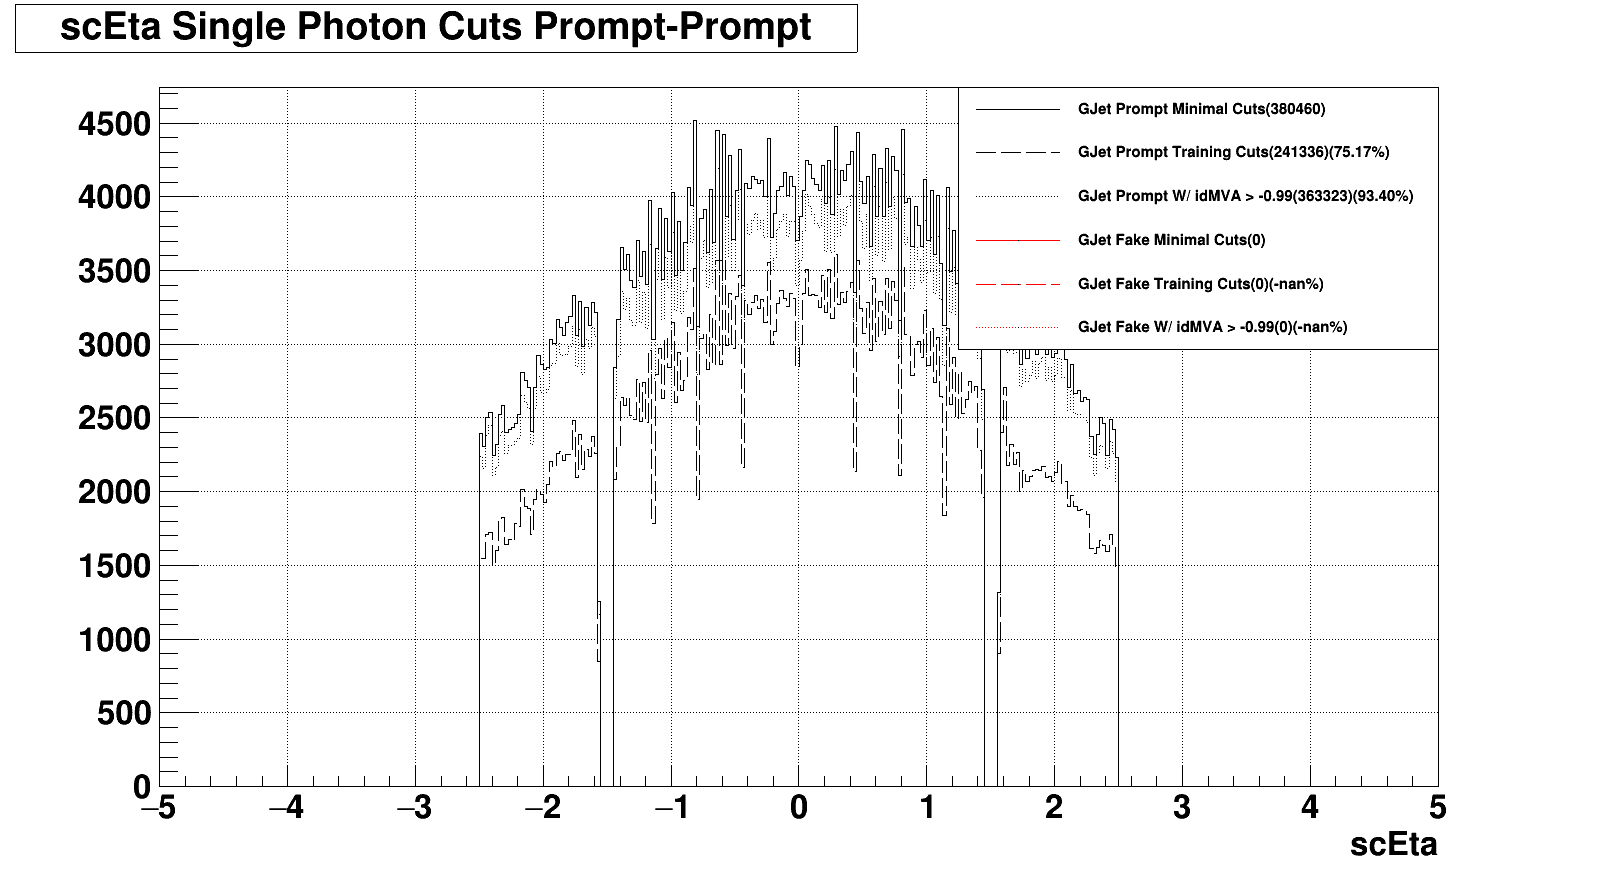 scEta Single Photon Cuts Prompt-Prompt
GJet Prompt Minimal Cuts(380460)
GJet Prompt Training Cuts(241336)(75.17%)
GJet Prompt W/ idMVA > -0.99(363323)(93.40%)
GJet Fake Minimal Cuts(0)
GJet Fake Training Cuts(0)(-nan%)
GJet Fake W/ idMVA > -0.99(0)(-nan%)
4500
4000
3500
3000
2500
2000
1500
1000
500
0
−5 −4 −3 −2 −1 0 1 2 3 4 5
scEta